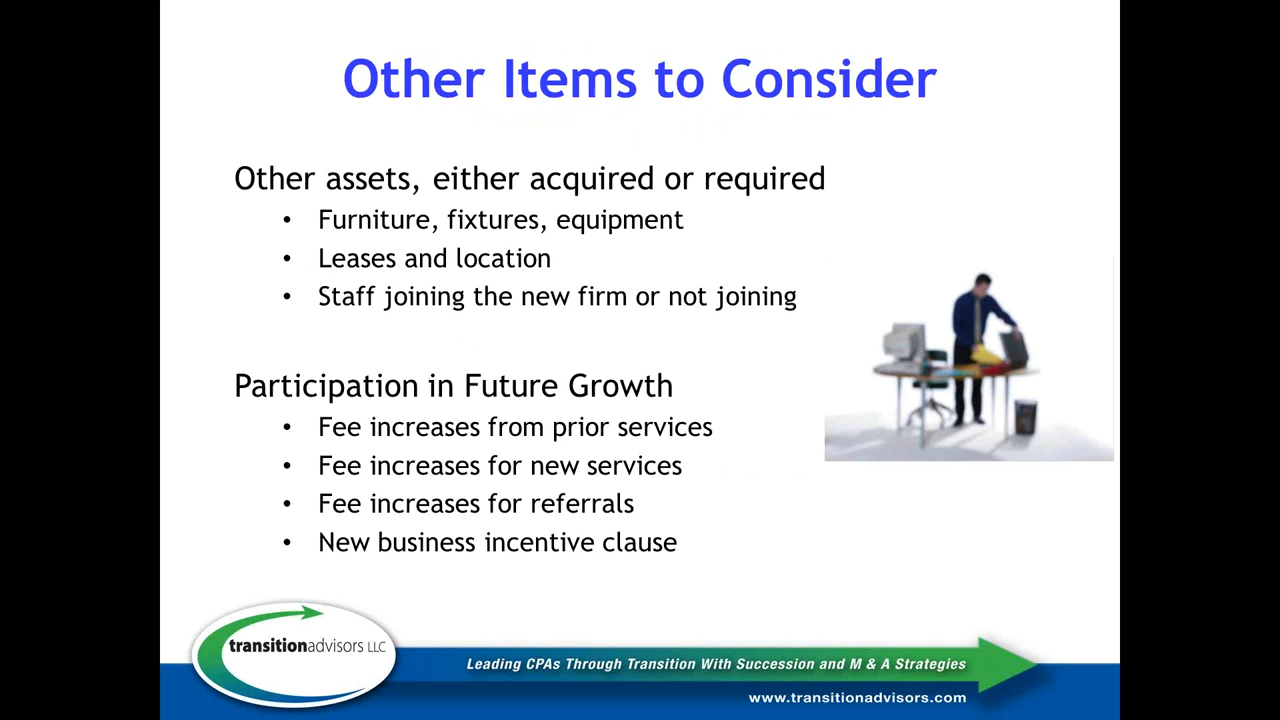 Other Items to Consider
Other assets, either acquired or required
• Furniture, fixtures, equipment
• Leases and location
• Staff joining the new firm or not joining
Participation in Future Growth
• Fee increases from prior services
• Fee increases for new services
• Fee increases for referrals
• New business incentive clause
transitionadvisors LLC
Leading CPAs Through Transition With Succession and M & A Strategies
www.transitionadvisors.com